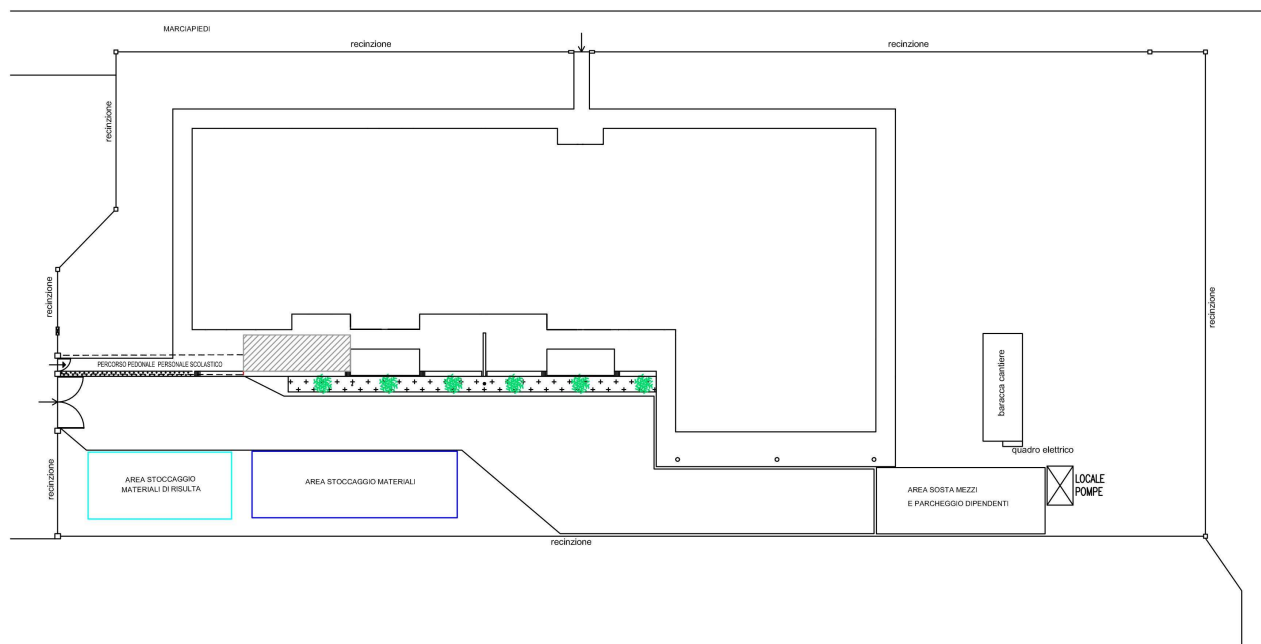 MARCIAPIEDI
recinzione
recinzione
recinzione
recinzione
recinzione
PERCORSO PEDONALE PERSONALE SCOLASTICO
baracca cantiere
quadro elettrico
recinzione
AREA STOCCAGGIO
MATERIALI DI RISULTA
AREA STOCCAGGIO MATERIALI
AREA SOSTA MEZZI
E PARCHEGGIO DIPENDENTI
LOCALE
POMPE
recinzione